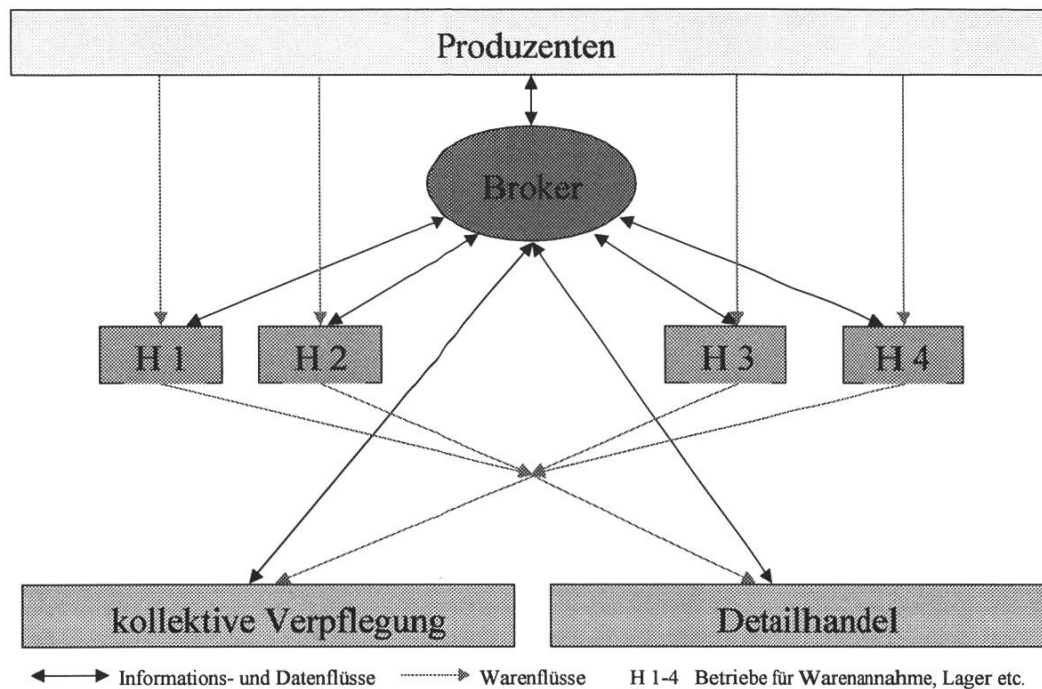 Produzenten
Broker
H 1 H 2 H 3 H 4
kollektive Verpflegung Detailhandel
Informations- und Datenflüsse Warenflüsse H 1-4 Betriebe für Warenannahme, Lager etc.